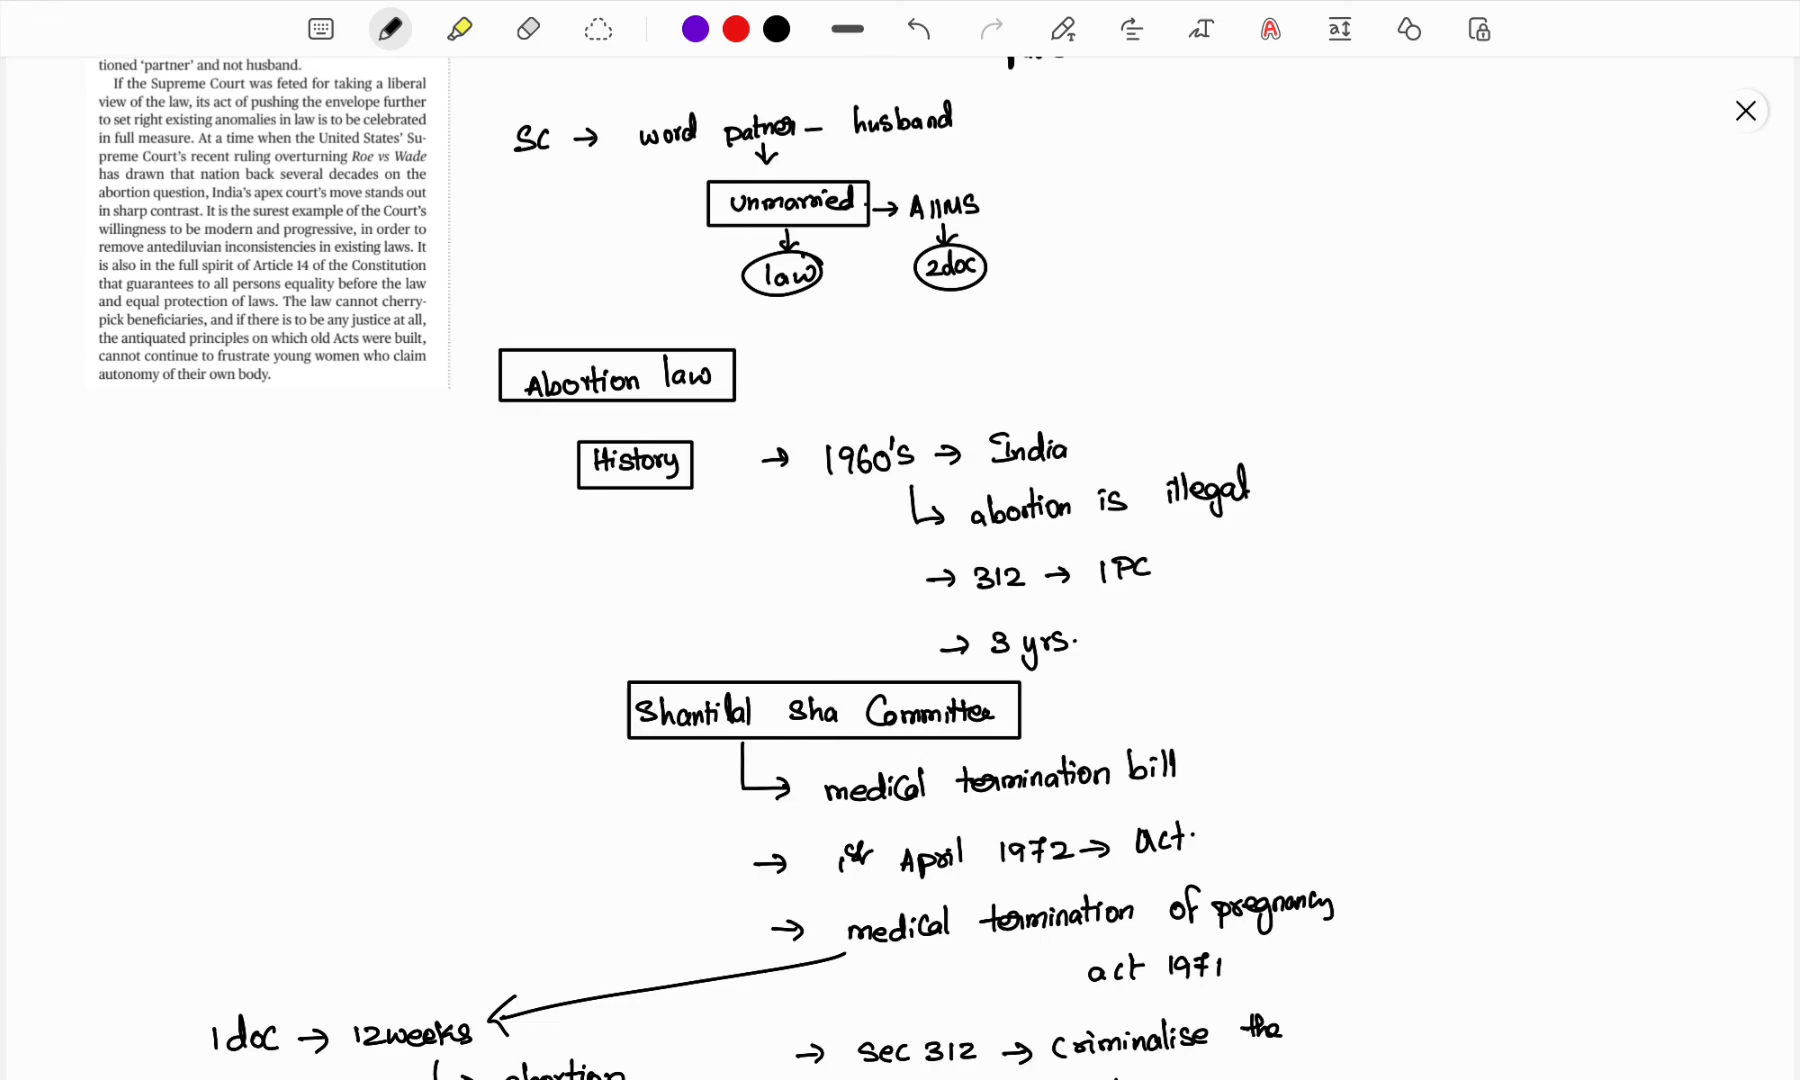 tioned ‘partner’ and not husband.
If the Supreme Court was feted for taking a liberal
view of the law, its act of pushing the envelope further
to set right existing anomalies in law is to be celebrated
in full measure. At a time when the United States’ Su-
preme Court’s recent ruling overturning Roe vs Wade
has drawn that nation back several decades on the
abortion question, India’s apex court’s move stands out
in sharp contrast. It is the surest example of the Court’s
willingness to be modern and progressive, in order to
remove antediluvian inconsistencies in existing laws. It
is also in the full spirit of Article 14 of the Constitution
that guarantees to all persons equality before the law
and equal protection of laws. The law cannot cherry-
pick beneficiaries, and if there is to be any justice at all,
the antiquated principles on which old Acts were built,
cannot continue to frustrate young women who claim
autonomy of their own body.
SC → word patner – husband
↓
Unmarried. → AIIMS
↓ ↓
law 2doc
Abortion law
History → 1960's → India
↳ abortion is illegal
→ 312 → IPC
→ 3 yrs.
Shantilal Sha Committee
↳ medical termination bill
→ 1st April 1972 → act.
→ medical termination of pregnancy
act 1971
1doc → 12weeks
→ Sec 312 → Criminalise the
↳ abortion